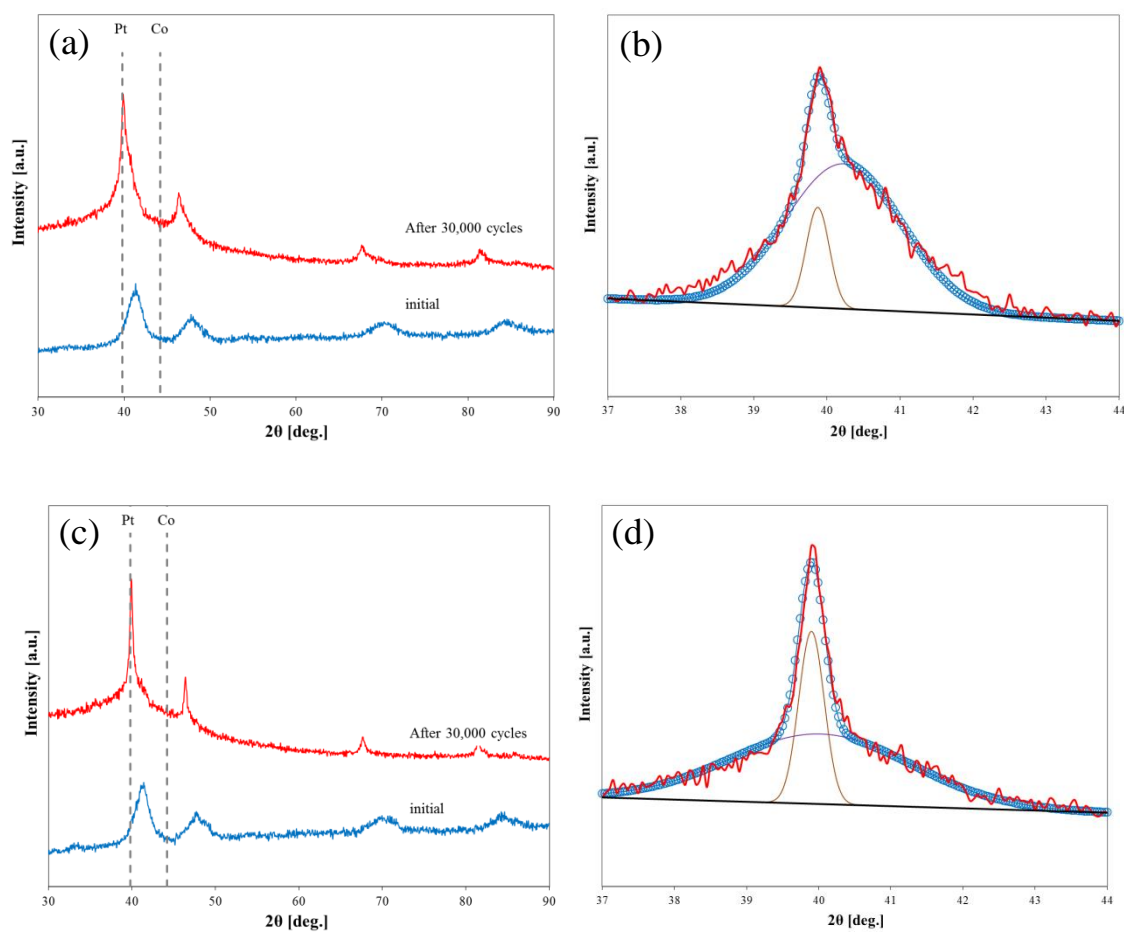 (a)
Pt Co
After 30,000 cycles
initial
Intensity [a.u.]
30 40 50 60 70 80 90
2θ [deg.]
(b)
Intensity [a.u.]
37 38 39 40 41 42 43 44
2θ [deg.]
(c)
Pt Co
After 30,000 cycles
initial
Intensity [a.u.]
30 40 50 60 70 80 90
2θ [deg.]
(d)
Intensity [a.u.]
37 38 39 40 41 42 43 44
2θ [deg.]